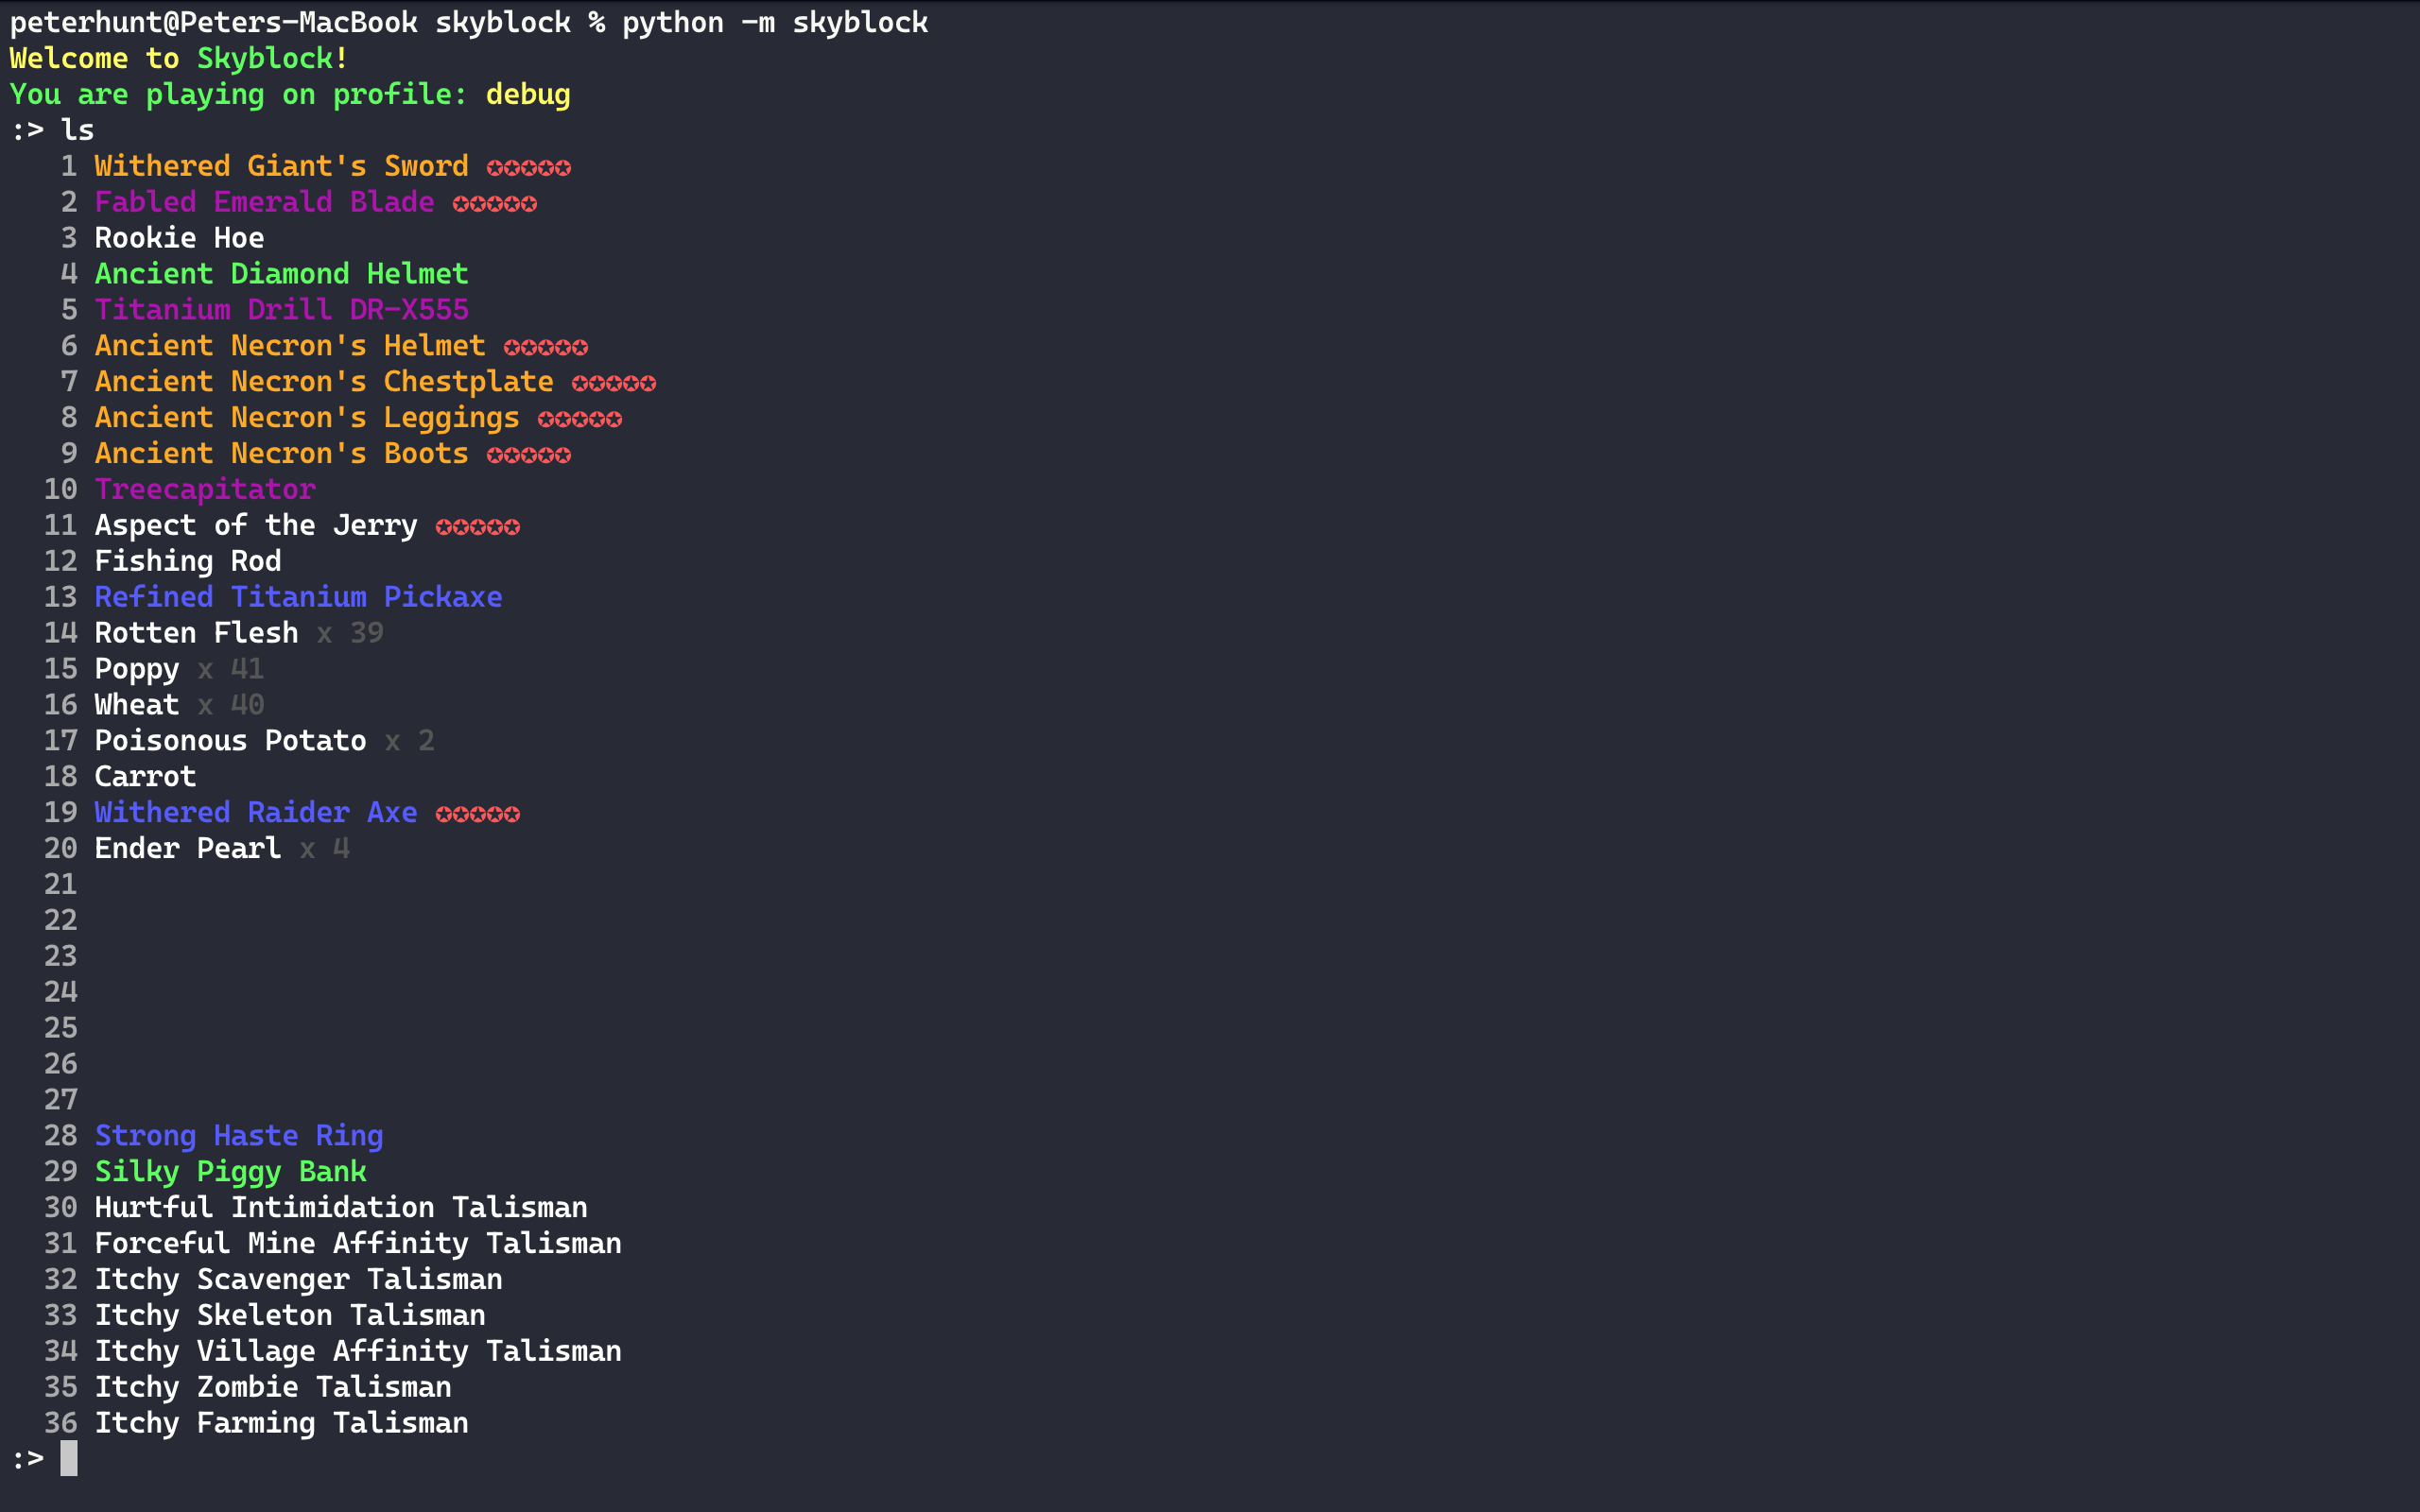 peterhunt@Peters-MacBook skyblock % python -m skyblock
Welcome to Skyblock!
You are playing on profile: debug
:> ls
1 Withered Giant's Sword ✪✪✪✪✪
2 Fabled Emerald Blade ✪✪✪✪✪
3 Rookie Hoe
4 Ancient Diamond Helmet
5 Titanium Drill DR-X555
6 Ancient Necron's Helmet ✪✪✪✪✪
7 Ancient Necron's Chestplate ✪✪✪✪✪
8 Ancient Necron's Leggings ✪✪✪✪✪
9 Ancient Necron's Boots ✪✪✪✪✪
10 Treecapitator
11 Aspect of the Jerry ✪✪✪✪✪
12 Fishing Rod
13 Refined Titanium Pickaxe
14 Rotten Flesh x 39
15 Poppy x 41
16 Wheat x 40
17 Poisonous Potato x 2
18 Carrot
19 Withered Raider Axe ✪✪✪✪✪
20 Ender Pearl x 4
21
22
23
24
25
26
27
28 Strong Haste Ring
29 Silky Piggy Bank
30 Hurtful Intimidation Talisman
31 Forceful Mine Affinity Talisman
32 Itchy Scavenger Talisman
33 Itchy Skeleton Talisman
34 Itchy Village Affinity Talisman
35 Itchy Zombie Talisman
36 Itchy Farming Talisman
:>